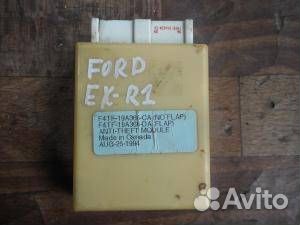 FORD
EX-R1
F4TF-19A366-CA (NO FLAP)
F4TF-19A366-DA (FLAP)
ANTI-THEFT MODULE
Made in Canada
AUG-25-1994
Avito